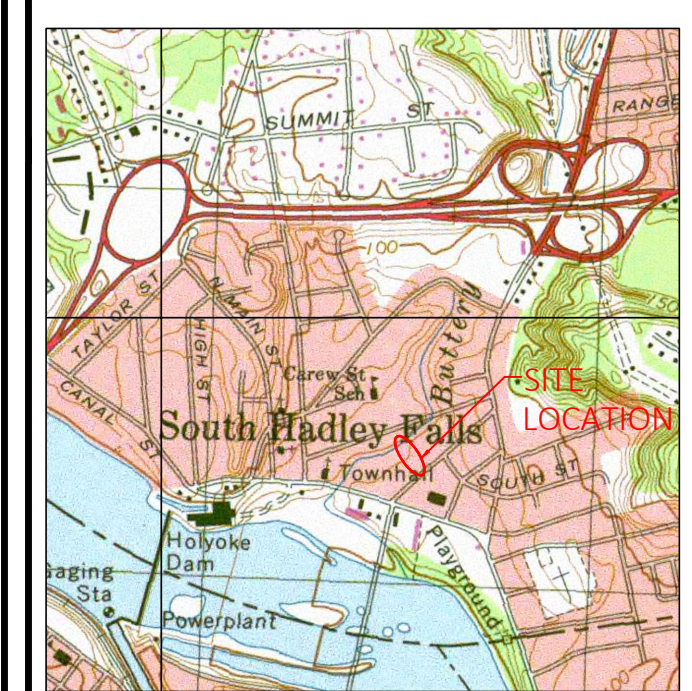 SUMMIT ST
RANGE
100
150
TAYLOR ST
N MAIN ST
HIGH ST
Buttery
CANAL ST
Carew St
Sch
SITE
LOCATION
South Hadley Falls
Townhall
SOUTH ST
Holyoke
Dam
Playground
Gaging
Sta
Powerplant